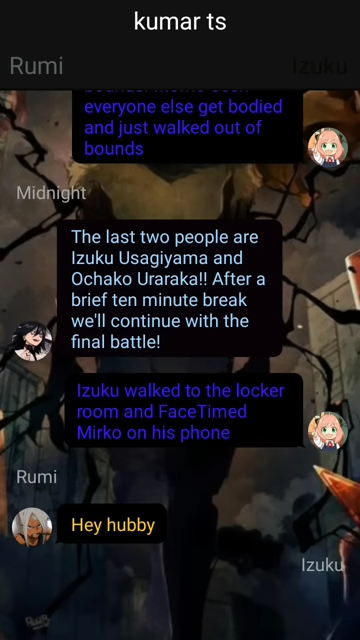 kumar ts
Rumi
Izuku
everyone else get bodied
and just walked out of
bounds
Midnight
The last two people are
Izuku Usagiyama and
Ochako Uraraka!! After a
brief ten minute break
we'll continue with the
final battle!
Izuku walked to the locker
room and FaceTimed
Mirko on his phone
Rumi
Hey hubby
Izuku